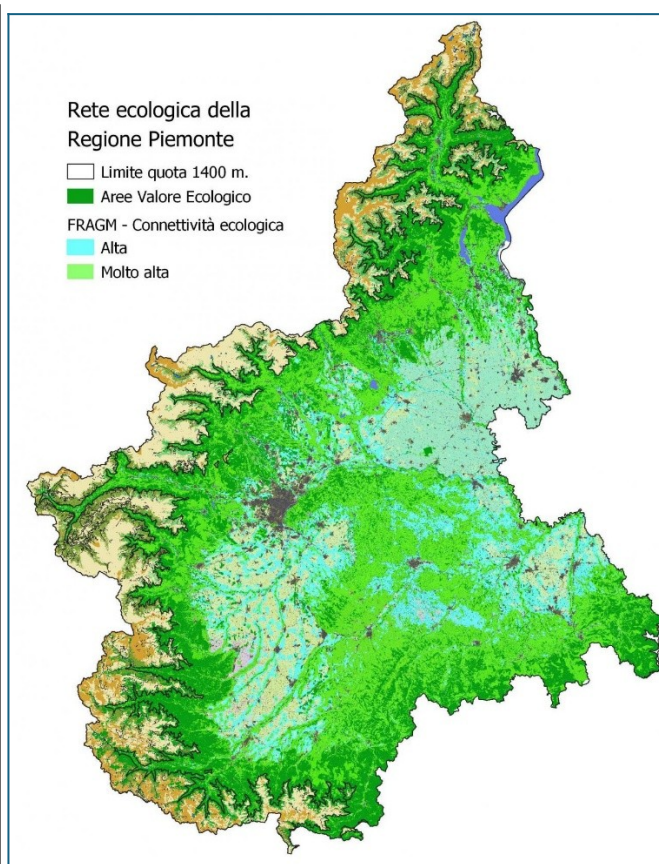 Rete ecologica della
Regione Piemonte
Limite quota 1400 m.
Aree Valore Ecologico
FRAGM - Connettività ecologica
Alta
Molto alta